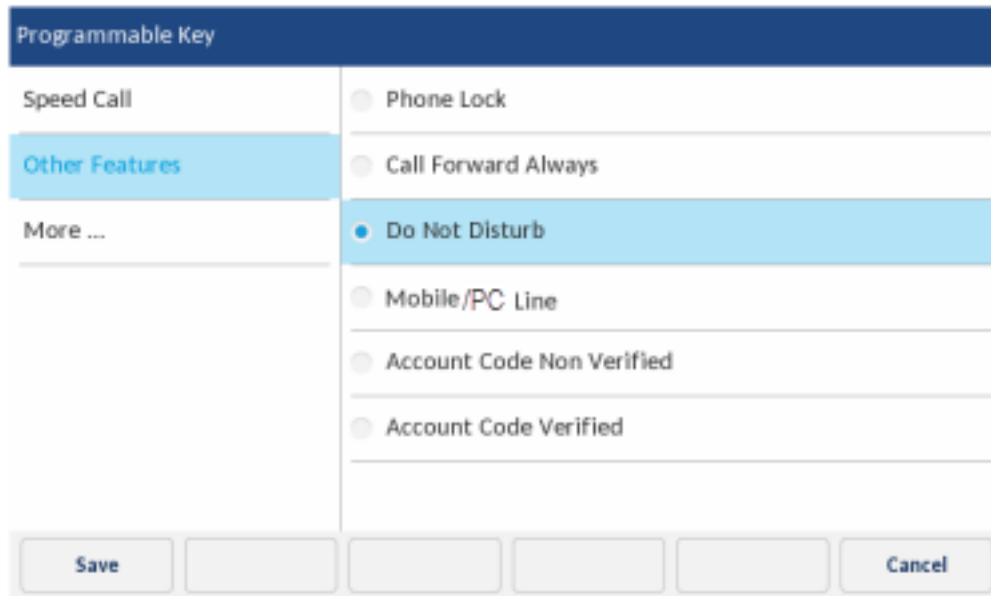 Programmable Key
Speed Call
Other Features
More ...
Phone Lock
Call Forward Always
Do Not Disturb
Mobile/PC Line
Account Code Non Verified
Account Code Verified
Save
Cancel